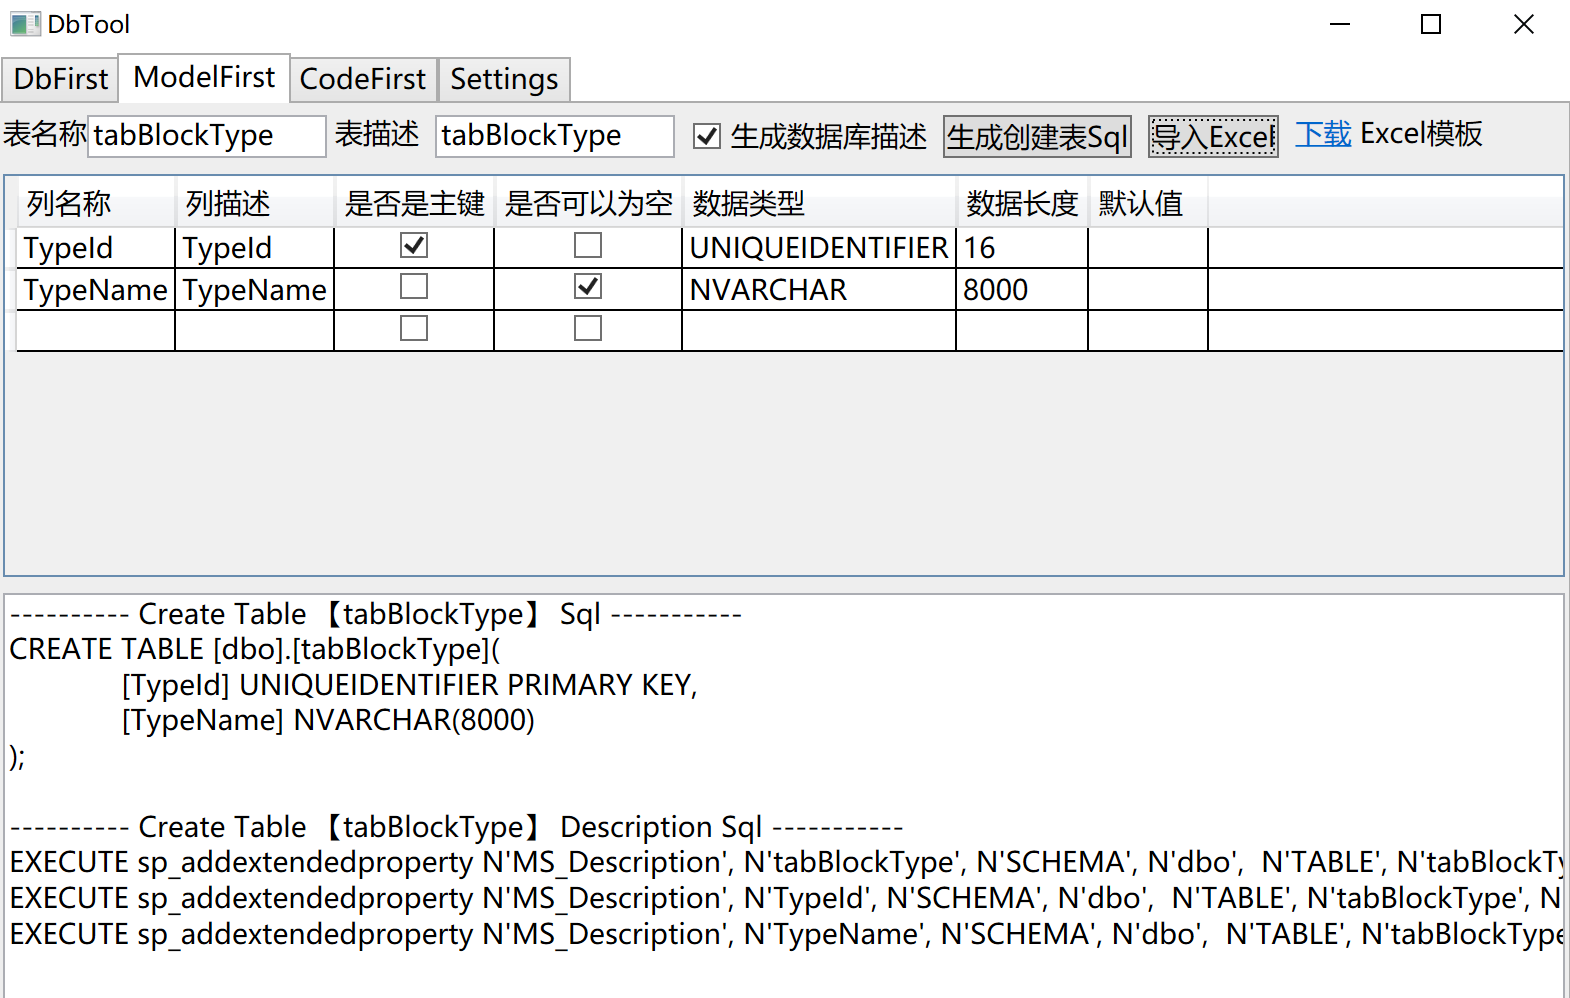 DbTool
DbFirst ModelFirst CodeFirst Settings
表名称 tabBlockType 表描述 tabBlockType 生成数据库描述 生成创建表Sql 导入Excel 下载 Excel模板
列名称 列描述 是否是主键 是否可以为空 数据类型 数据长度 默认值
TypeId TypeId UNIQUEIDENTIFIER 16
TypeName TypeName NVARCHAR 8000
---------- Create Table 【tabBlockType】 Sql -----------
CREATE TABLE [dbo].[tabBlockType](
[TypeId] UNIQUEIDENTIFIER PRIMARY KEY,
[TypeName] NVARCHAR(8000)
);
---------- Create Table 【tabBlockType】 Description Sql -----------
EXECUTE sp_addextendedproperty N'MS_Description', N'tabBlockType', N'SCHEMA', N'dbo',  N'TABLE', N'tabBlockTy
EXECUTE sp_addextendedproperty N'MS_Description', N'TypeId', N'SCHEMA', N'dbo',  N'TABLE', N'tabBlockType', N
EXECUTE sp_addextendedproperty N'MS_Description', N'TypeName', N'SCHEMA', N'dbo',  N'TABLE', N'tabBlockType